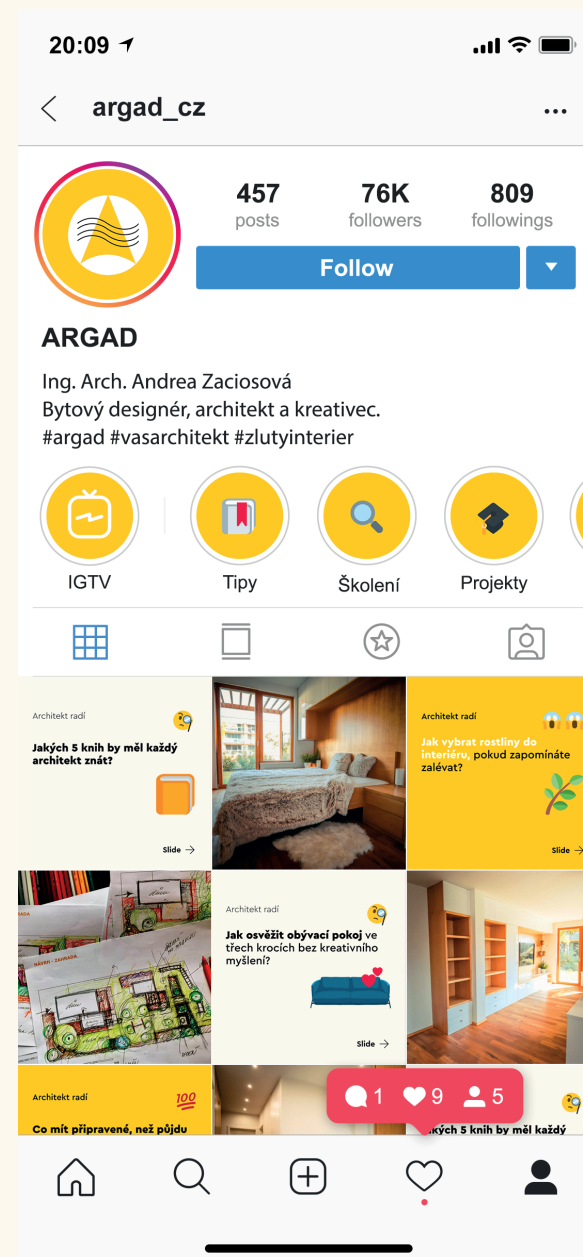 20:09
argad_cz
457
posts
76K
followers
809
followings
Follow
ARGAD
Ing. Arch. Andrea Zaciosová
Bytový designér, architekt a kreativec.
#argad #vasarchitekt #zlutyinterier
IGTV
Tipy
Školení
Projekty
Architekt radí
Jakých 5 knih by měl každý
architekt znát?
Slide →
Architekt radí
Jak vybrat rostliny do
interiéru, pokud zapomínáte
zalévat?
Slide →
NÁVRH - ZAHRADA
Architekt radí
Jak osvěžit obývací pokoj ve
třech krocích bez kreativního
myšlení?
Slide →
Architekt radí
100
Co mít připravené, než půjdu
kých 5 knih by měl každý
1
9
5